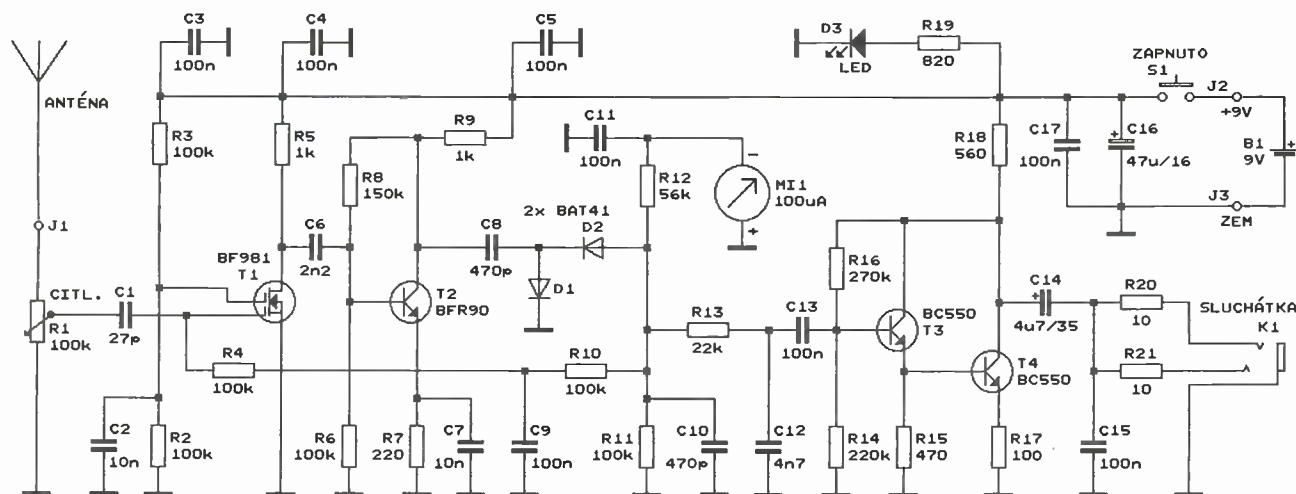 C3
100n
C4
100n
C5
100n
D3
LED
R19
820
ZAPNUTO
S1
J2
+9V
ANTÉNA
R3
100k
R5
1k
R9
1k
C11
100n
R12
56k
-
MI1
100uA
+
R18
560
C17
100n
+
C16
47u/16
B1
9V
+
R8
150k
J1
BF981
T1
C6
2n2
C8
470p
2x BAT41
D2
D1
J3
ZEM
R16
270k
C14
+
4u7/35
R20
10
SLUCHÁTKA
K1
CITL.
R1
100k
C1
27p
T2
BFR90
R13
22k
C13
100n
BC550
T3
R21
10
R4
100k
R10
100k
T4
BC550
C2
10n
R2
100k
R6
100k
R7
220
C7
10n
C9
100n
R11
100k
C10
470p
C12
4n7
R14
220k
R15
470
R17
100
C15
100n